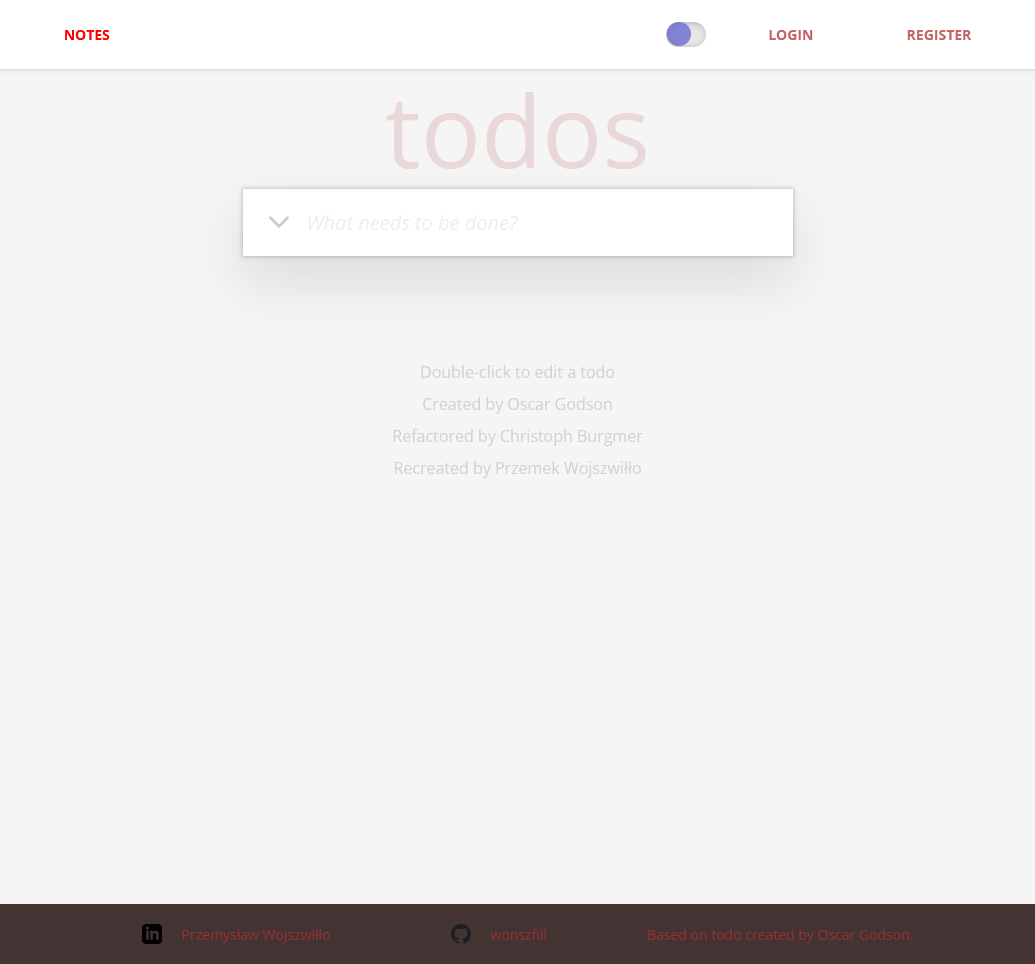 NOTES LOGIN REGISTER
todos
What needs to be done?
Double-click to edit a todo
Created by Oscar Godson
Refactored by Christoph Burgmer
Recreated by Przemek Wojszwiłło
in Przemysław Wojszwiłło wonszfill Based on todo created by Oscar Godson.